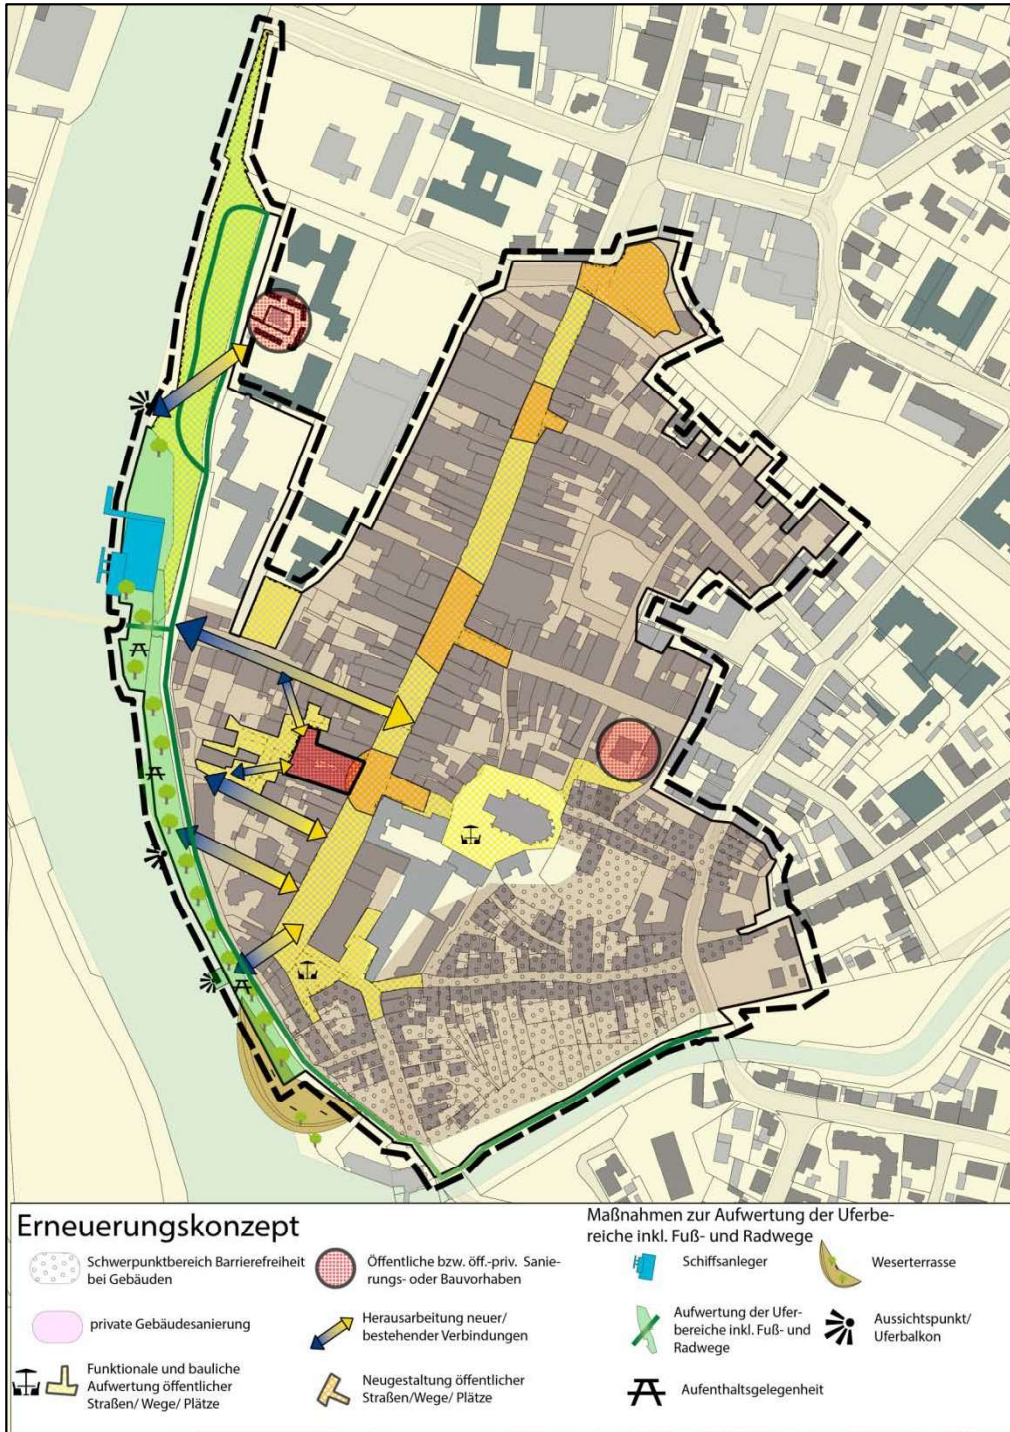 Erneuerungskonzept
Schwerpunktbereich Barrierefreiheit
bei Gebäuden
private Gebäudesanierung
Funktionale und bauliche
Aufwertung öffentlicher
Straßen/ Wege/ Plätze
Öffentliche bzw. öff.-priv. Sanie-
rungs- oder Bauvorhaben
Herausarbeitung neuer/
bestehender Verbindungen
Neugestaltung öffentlicher
Straßen/Wege/ Plätze
Maßnahmen zur Aufwertung der Uferbe-
reiche inkl. Fuß- und Radwege
Schiffsanleger
Aufwertung der Ufer-
bereiche inkl. Fuß- und
Radwege
Aufenthaltsgelegenheit
Weserterrasse
Aussichtspunkt/
Uferbalkon